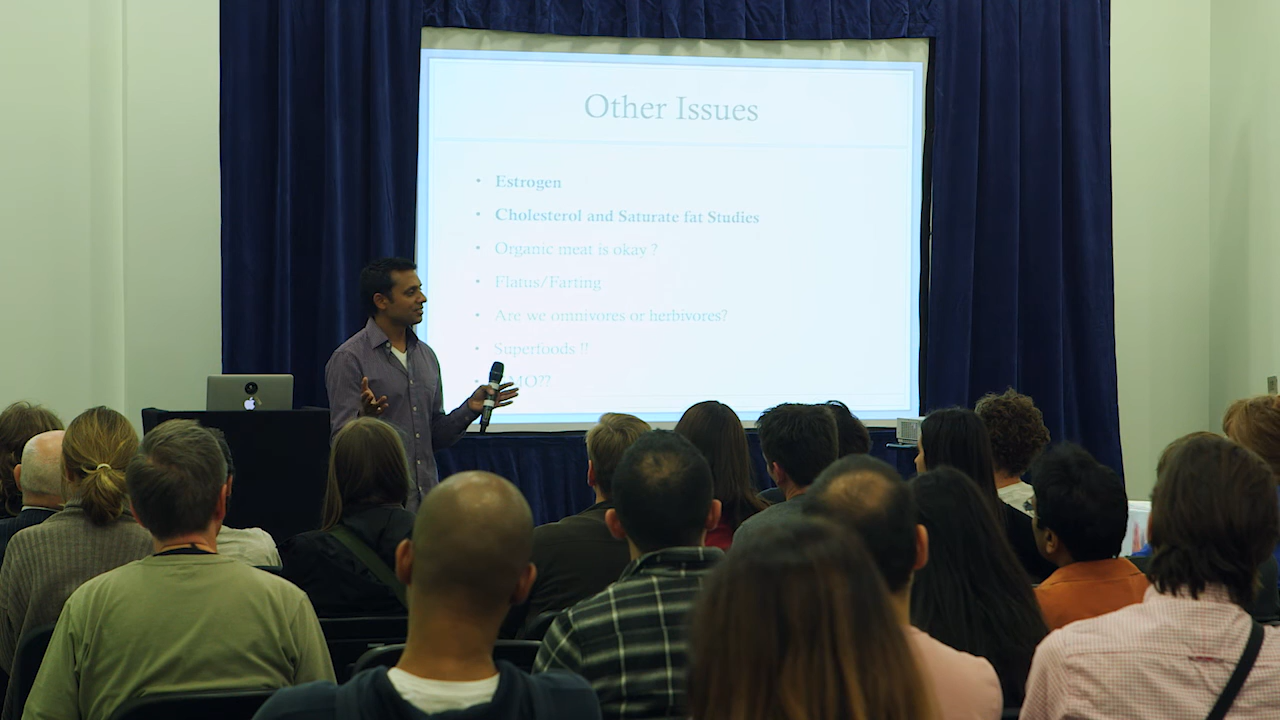 Other Issues
• Estrogen
• Cholesterol and Saturate fat Studies
• Organic meat is okay ?
• Flatus/Farting
• Are we omnivores or herbivores?
• Superfoods !!